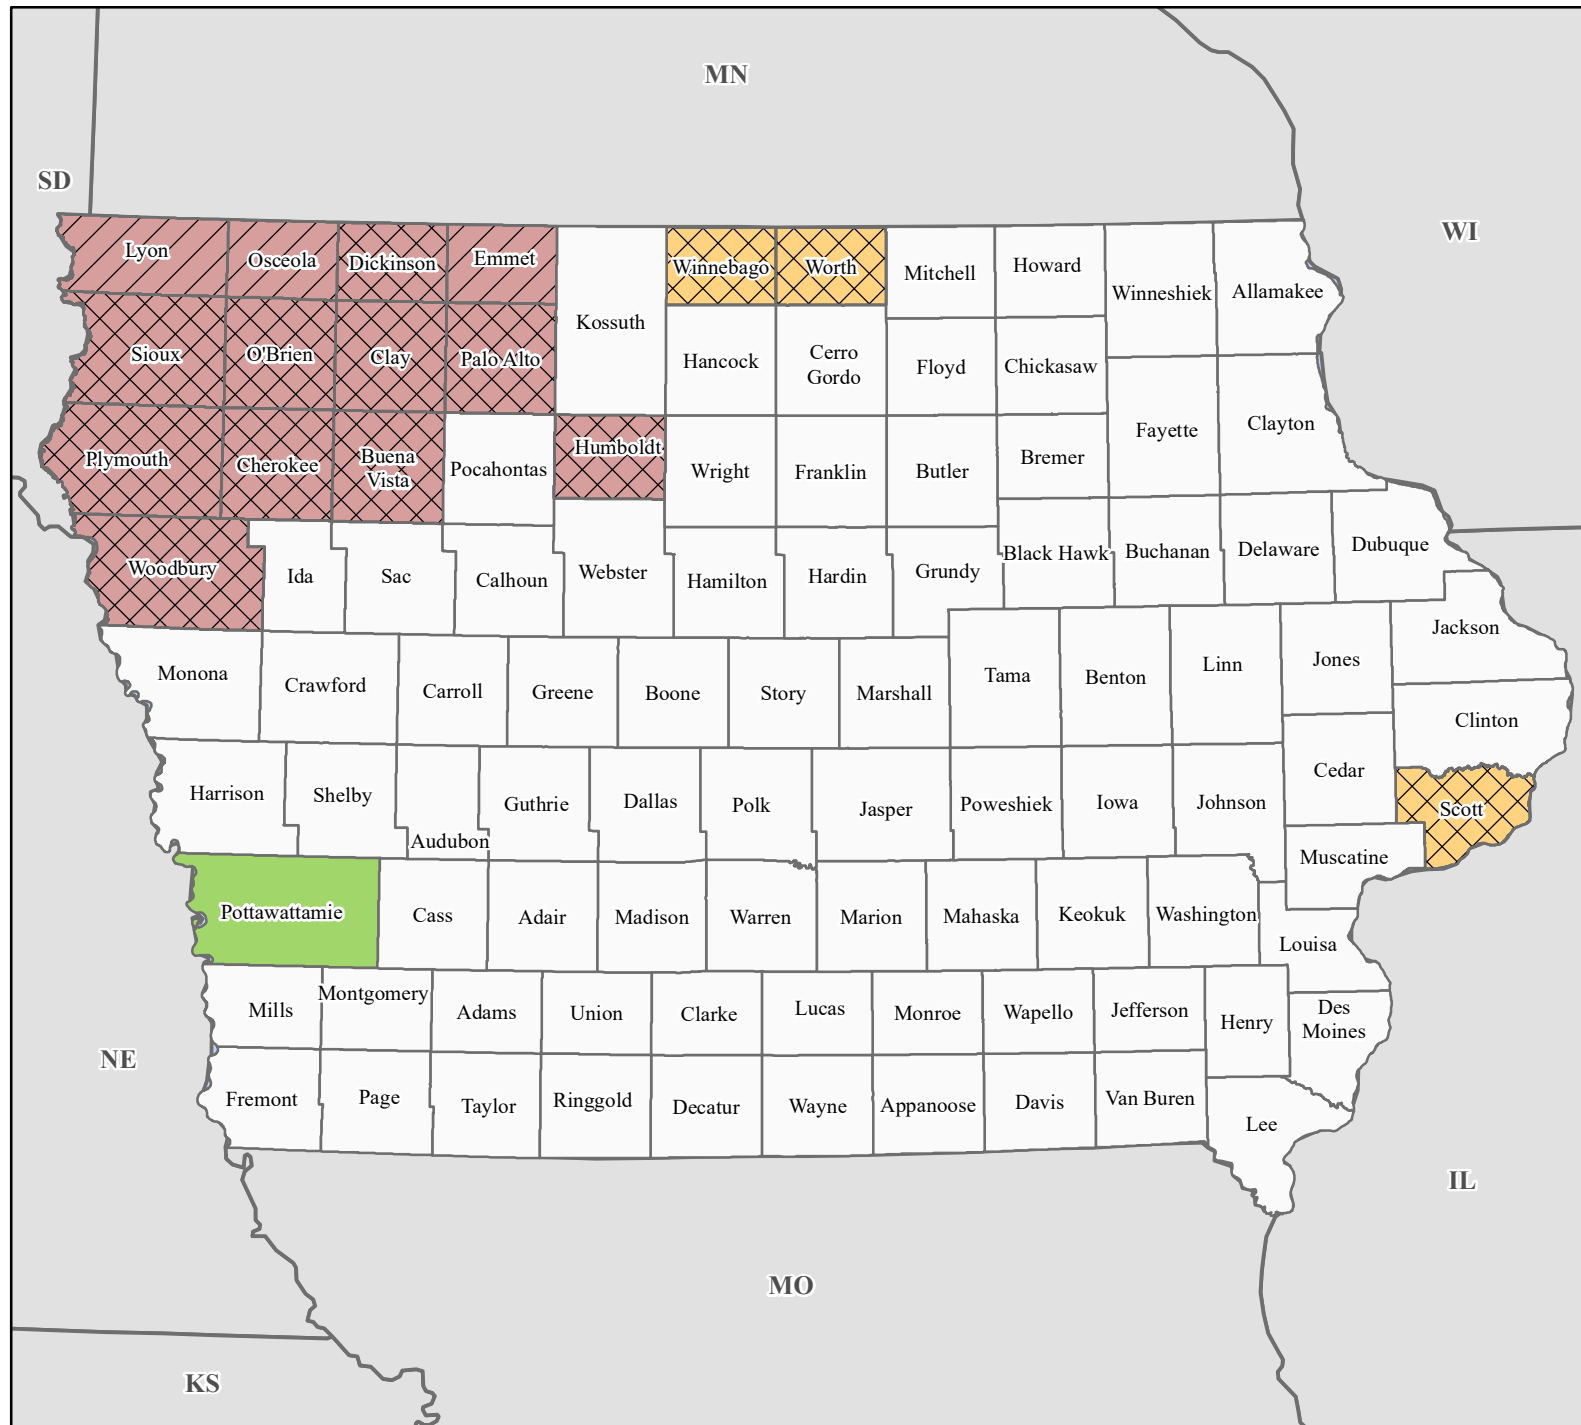 MN
SD
WI
Lyon
Osceola
Dickinson
Emmet
Winnebago
Worth
Mitchell
Howard
Winneshiek
Allamakee
Kossuth
Sioux
O'Brien
Clay
Palo Alto
Hancock
Cerro
Gordo
Floyd
Chickasaw
Fayette
Clayton
Plymouth
Cherokee
Buena
Vista
Pocahontas
Humboldt
Wright
Franklin
Butler
Bremer
Woodbury
Ida
Sac
Calhoun
Webster
Hamilton
Hardin
Grundy
Black Hawk
Buchanan
Delaware
Dubuque
Jackson
Monona
Crawford
Carroll
Greene
Boone
Story
Marshall
Tama
Benton
Linn
Jones
Clinton
Harrison
Shelby
Audubon
Guthrie
Dallas
Polk
Jasper
Poweshiek
Iowa
Johnson
Cedar
Scott
Muscatine
Pottawattamie
Cass
Adair
Madison
Warren
Marion
Mahaska
Keokuk
Washington
Louisa
Mills
Montgomery
Adams
Union
Clarke
Lucas
Monroe
Wapello
Jefferson
Henry
Des
Moines
NE
Fremont
Page
Taylor
Ringgold
Decatur
Wayne
Appanoose
Davis
Van Buren
Lee
IL
MO
KS